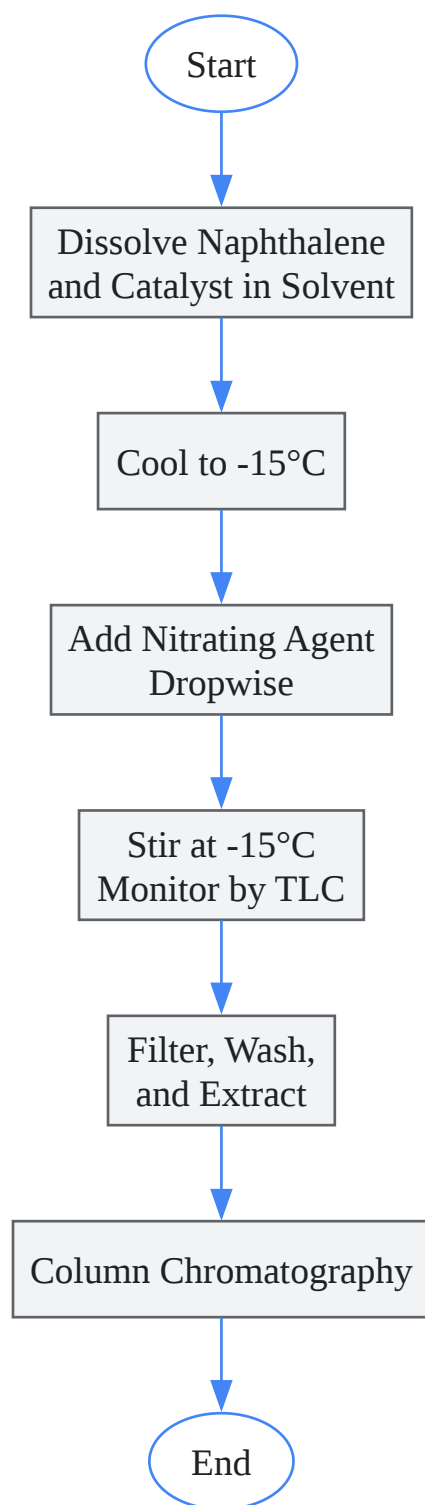 Start
Dissolve Naphthalene
and Catalyst in Solvent
Cool to -15°C
Add Nitrating Agent
Dropwise
Stir at -15°C
Monitor by TLC
Filter, Wash,
and Extract
Column Chromatography
End